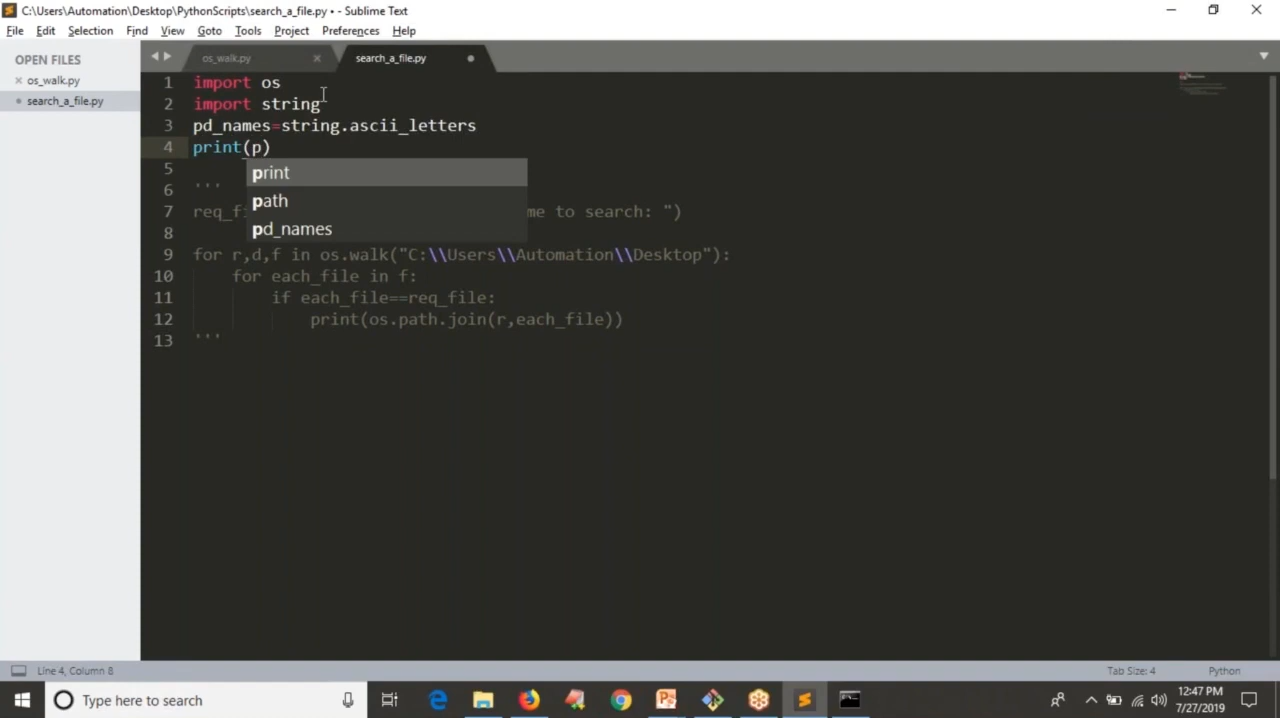 C:\Users\Automation\Desktop\PythonScripts\search_a_file.py • - Sublime Text
File Edit Selection Find View Goto Tools Project Preferences Help
OPEN FILES
os_walk.py
search_a_file.py
os_walk.py
search_a_file.py
1 import os
2 import string
3 pd_names=string.ascii_letters
4 print(p)
print
path
pd_names
5
6 '''
7 req_fi me to search: ")
8
9 for r,d,f in os.walk("C:\\Users\\Automation\\Desktop"):
10 for each_file in f:
11 if each_file==req_file:
12 print(os.path.join(r,each_file))
13 '''
Line 4, Column 8
Tab Size: 4
Python
Type here to search
12:47 PM
7/27/2019